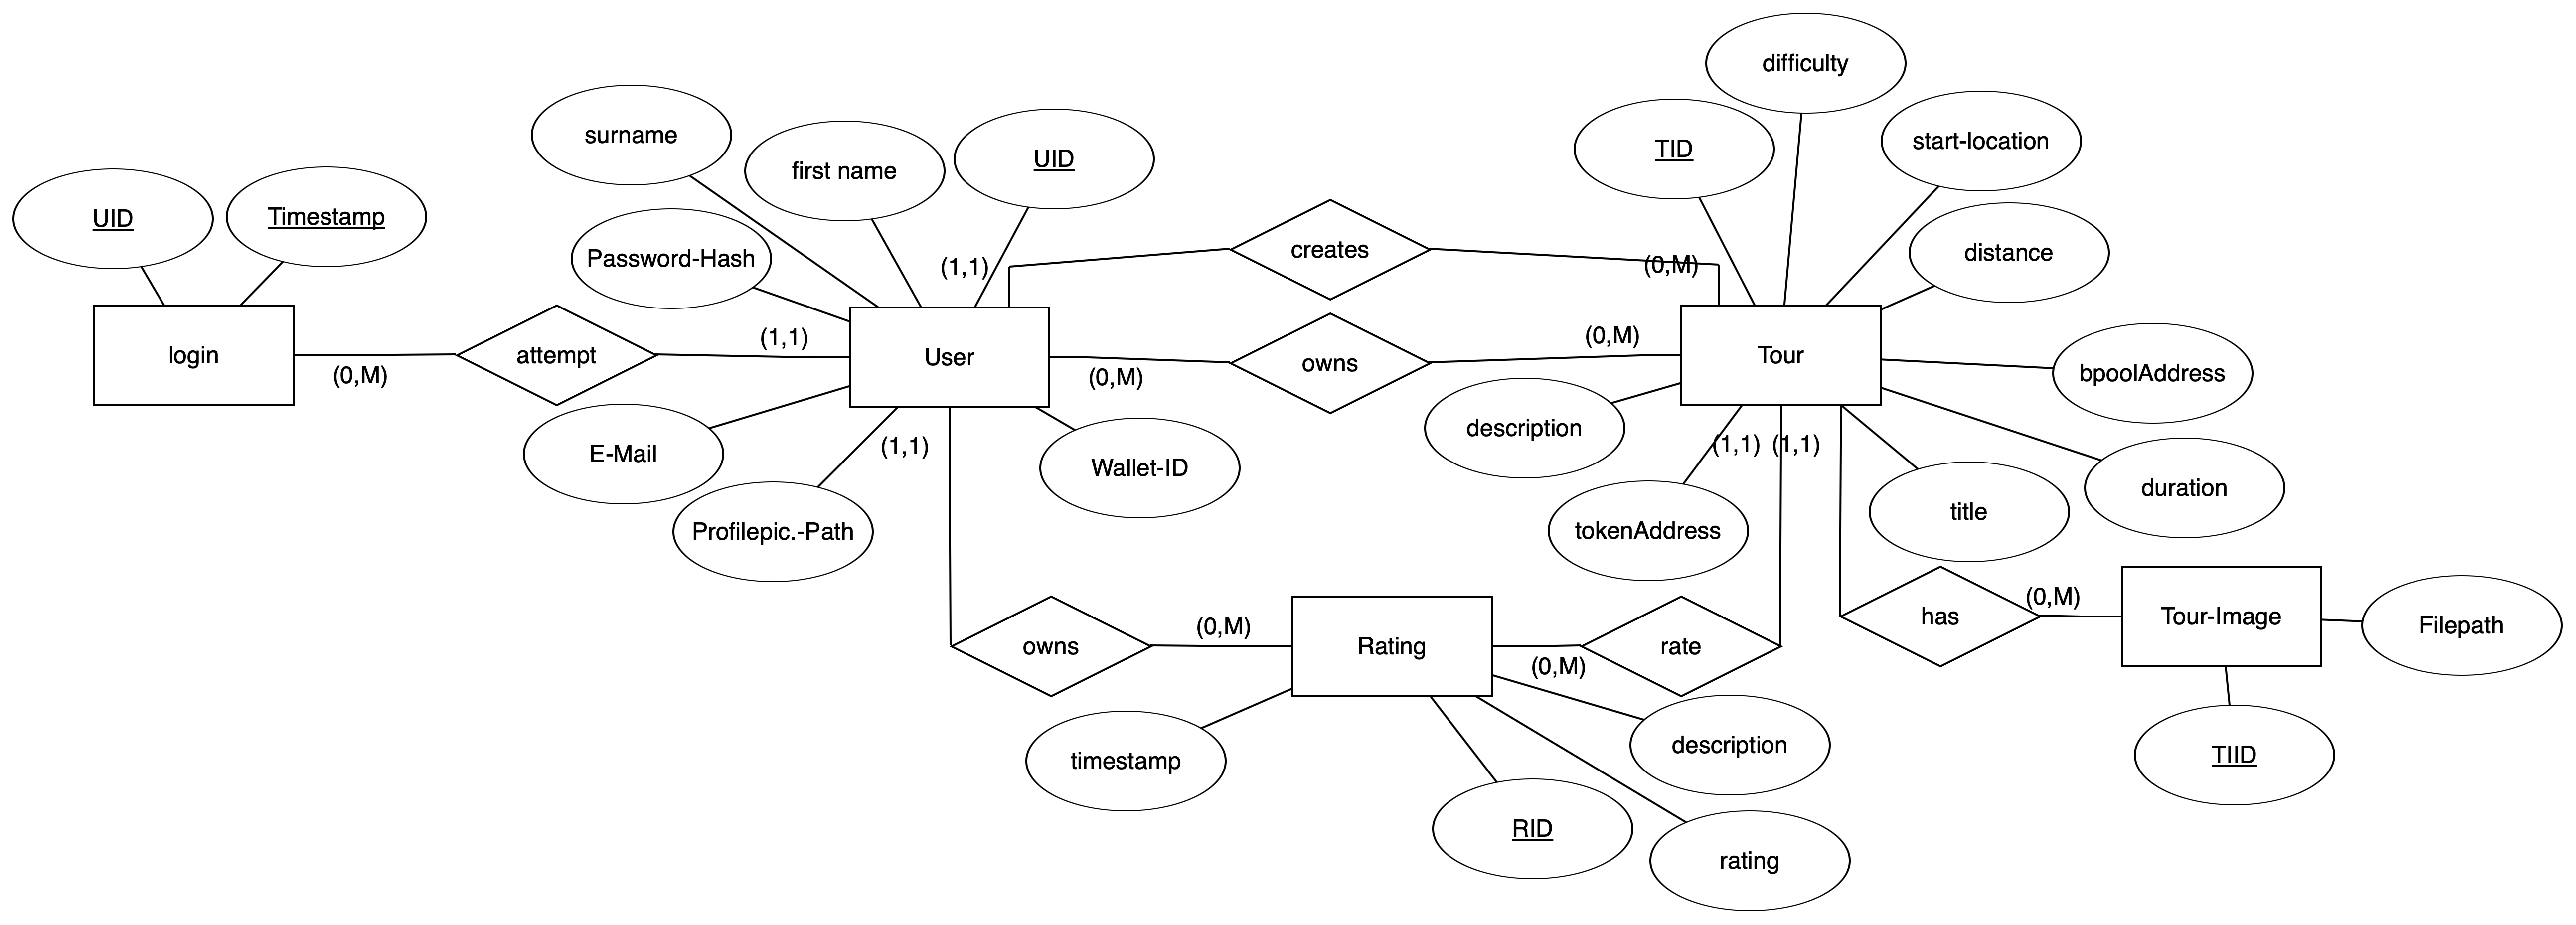 difficulty
surname
first name
UID
TID
start-location
UID
Timestamp
Password-Hash
(1,1)
creates
(0,M)
distance
login
(0,M)
attempt
(1,1)
User
(0,M)
owns
(0,M)
Tour
bpoolAddress
description
E-Mail
(1,1)
Wallet-ID
(1,1)
(1,1)
Profilepic.-Path
tokenAddress
title
duration
owns
(0,M)
Rating
(0,M)
rate
has
(0,M)
Tour-Image
Filepath
timestamp
description
TIID
RID
rating